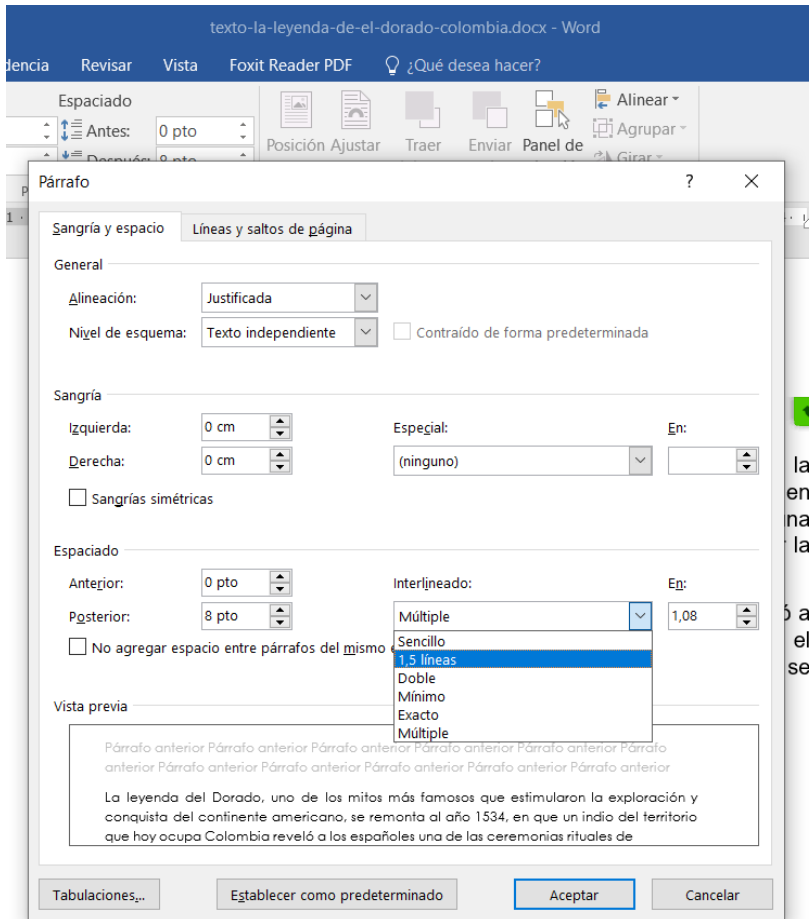 texto-la-leyenda-de-el-dorado-colombia.docx - Word
dencia Revisar Vista Foxit Reader PDF ¿Qué desea hacer?
Espaciado
Alinear
Antes: 0 pto
Agrupar
Posición Ajustar Traer Enviar Panel de
Después: 8 pto
Girar
Párrafo ? X
Sangría y espacio Líneas y saltos de página
General
Alineación: Justificada
Nivel de esquema: Texto independiente Contraído de forma predeterminada
Sangría
Izquierda: 0 cm Especial: En:
Derecha: 0 cm (ninguno)
Sangrías simétricas
Espaciado
Anterior: 0 pto Interlineado: En:
Posterior: 8 pto Múltiple 1,08
No agregar espacio entre párrafos del mismo
Sencillo
1,5 líneas
Doble
Mínimo
Exacto
Múltiple
Vista previa
Párrafo anterior Párrafo anterior Párrafo anterior Párrafo anterior Párrafo anterior Párrafo
anterior Párrafo anterior Párrafo anterior Párrafo anterior Párrafo anterior Párrafo anterior
La leyenda del Dorado, uno de los mitos más famosos que estimularon la exploración y
conquista del continente americano, se remonta al año 1534, en que un indio del territorio
que hoy ocupa Colombia reveló a los españoles una de las ceremonias rituales de
Tabulaciones... Establecer como predeterminado Aceptar Cancelar
la
en
la
a
el
se